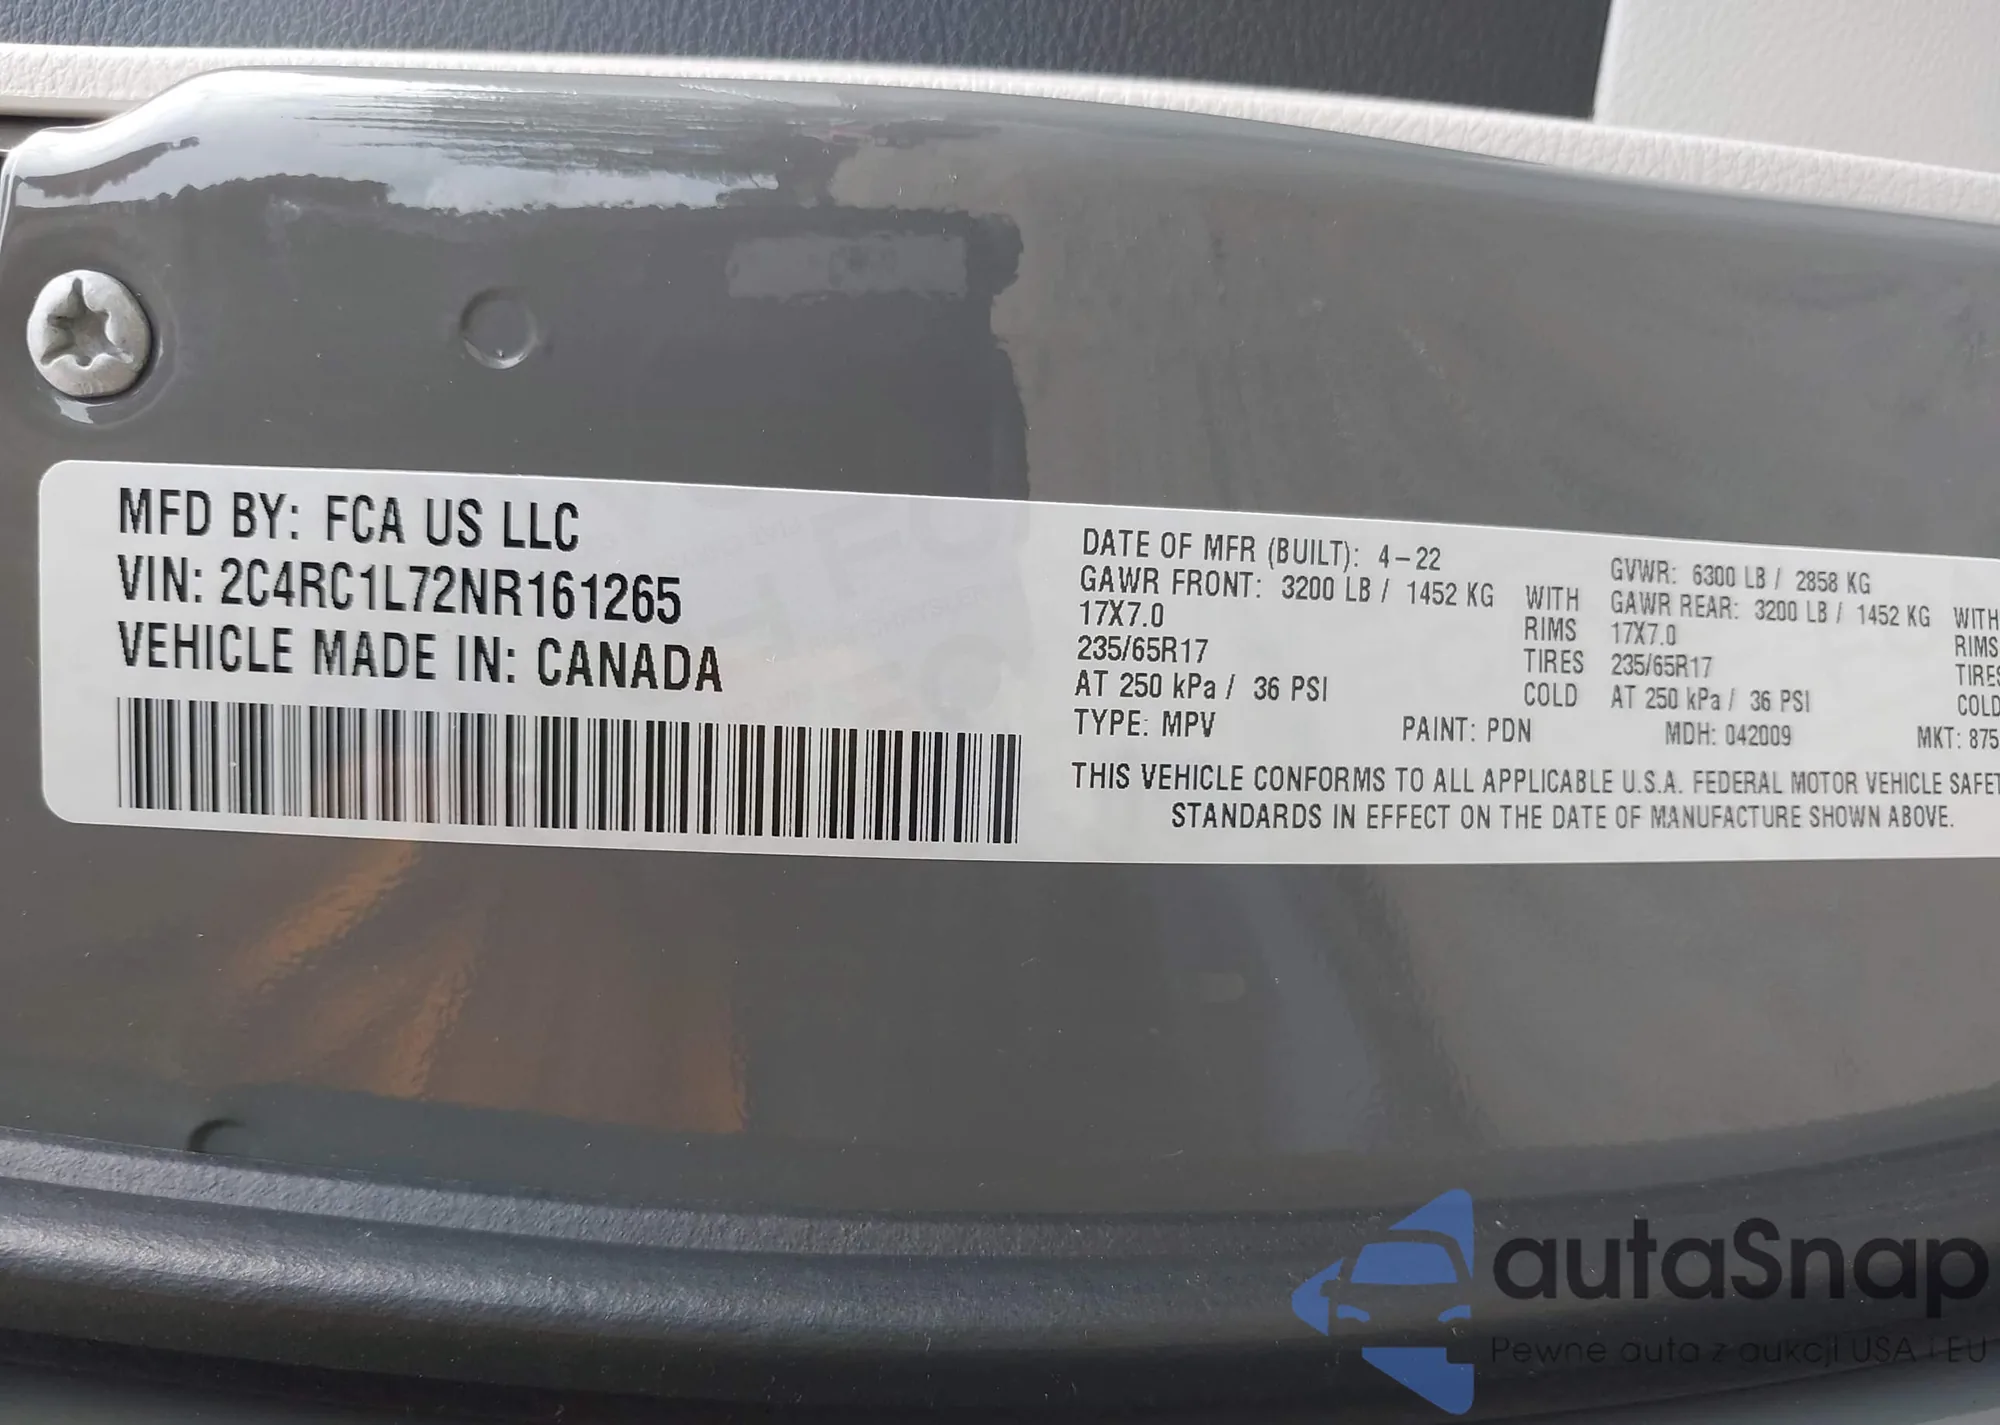 MFD BY: FCA US LLC
VIN: 2C4RC1L72NR161265
VEHICLE MADE IN: CANADA
DATE OF MFR (BUILT): 4-22
GVWR: 6300 LB / 2858 KG
GAWR FRONT: 3200 LB / 1452 KG WITH
GAWR REAR: 3200 LB / 1452 KG WITH
17X7.0 RIMS
17X7.0 RIMS
235/65R17 TIRES
235/65R17 TIRES
AT 250 kPa / 36 PSI COLD
AT 250 kPa / 36 PSI COLD
TYPE: MPV PAINT: PDN MDH: 042009 MKT: 875
THIS VEHICLE CONFORMS TO ALL APPLICABLE U.S.A. FEDERAL MOTOR VEHICLE SAFET
STANDARDS IN EFFECT ON THE DATE OF MANUFACTURE SHOWN ABOVE.
autaSnap
Pewne auta z aukcji USA i EU